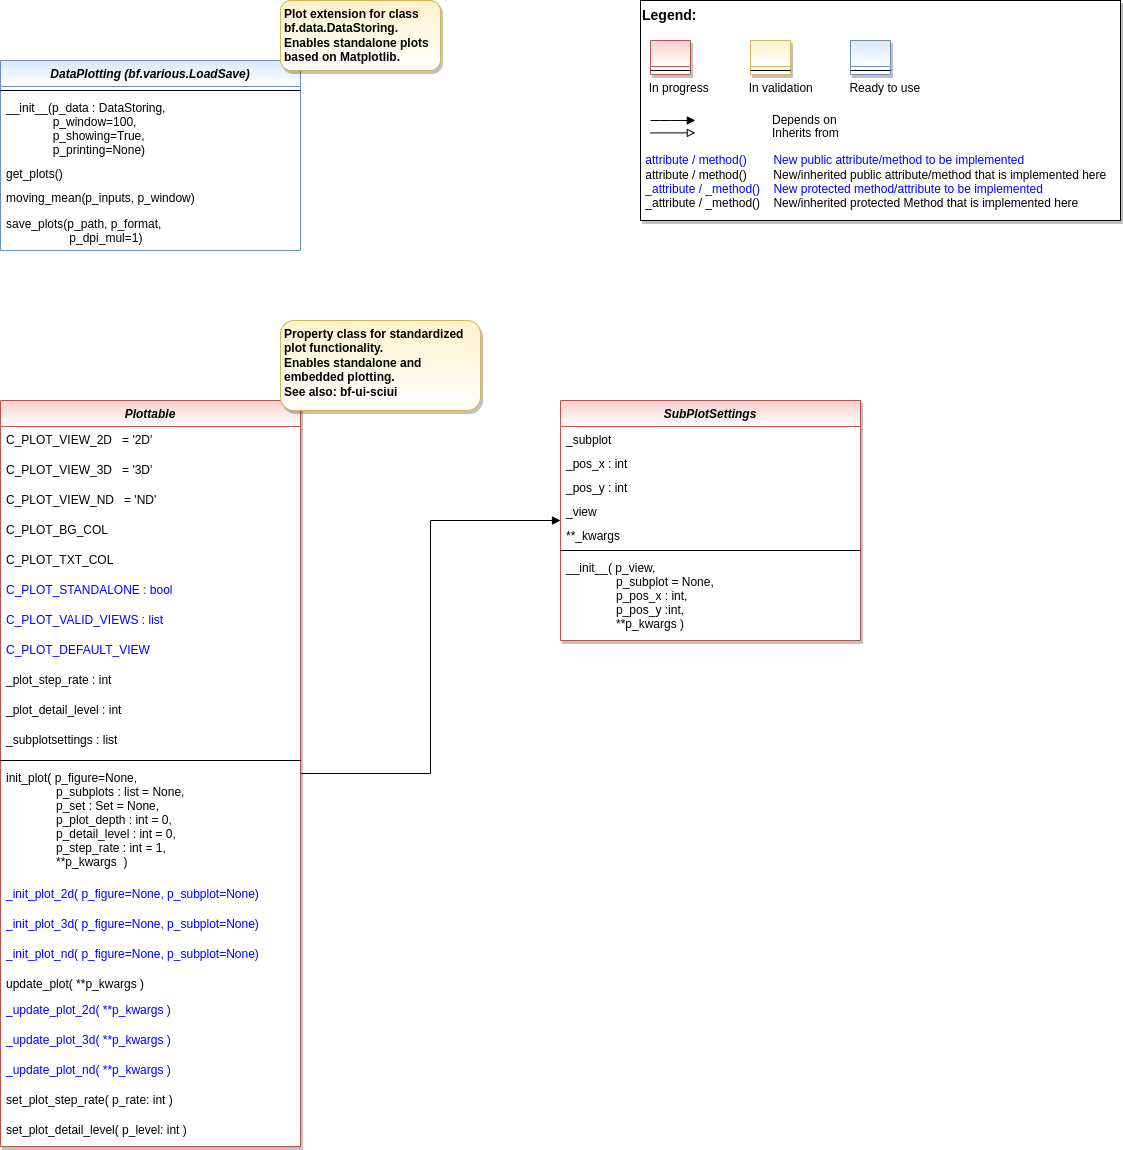 Plot extension for class
bf.data.DataStoring.
Enables standalone plots
based on Matplotlib.
DataPlotting (bf.various.LoadSave)
__init__(p_data : DataStoring,
p_window=100,
p_showing=True,
p_printing=None)
get_plots()
moving_mean(p_inputs, p_window)
save_plots(p_path, p_format,
p_dpi_mul=1)
Legend:
In progress In validation Ready to use
Depends on
Inherits from
attribute / method() New public attribute/method to be implemented
attribute / method() New/inherited public attribute/method that is implemented here
_attribute / _method() New protected method/attribute to be implemented
_attribute / _method() New/inherited protected Method that is implemented here
Property class for standardized
plot functionality.
Enables standalone and
embedded plotting.
See also: bf-ui-sciui
Plottable
C_PLOT_VIEW_2D = '2D'
C_PLOT_VIEW_3D = '3D'
C_PLOT_VIEW_ND = 'ND'
C_PLOT_BG_COL
C_PLOT_TXT_COL
C_PLOT_STANDALONE : bool
C_PLOT_VALID_VIEWS : list
C_PLOT_DEFAULT_VIEW
_plot_step_rate : int
_plot_detail_level : int
_subplotsettings : list
init_plot( p_figure=None,
p_subplots : list = None,
p_set : Set = None,
p_plot_depth : int = 0,
p_detail_level : int = 0,
p_step_rate : int = 1,
**p_kwargs )
_init_plot_2d( p_figure=None, p_subplot=None)
_init_plot_3d( p_figure=None, p_subplot=None)
_init_plot_nd( p_figure=None, p_subplot=None)
update_plot( **p_kwargs )
_update_plot_2d( **p_kwargs )
_update_plot_3d( **p_kwargs )
_update_plot_nd( **p_kwargs )
set_plot_step_rate( p_rate: int )
set_plot_detail_level( p_level: int )
SubPlotSettings
_subplot
_pos_x : int
_pos_y : int
_view
**_kwargs
__init__( p_view,
p_subplot = None,
p_pos_x : int,
p_pos_y :int,
**p_kwargs )